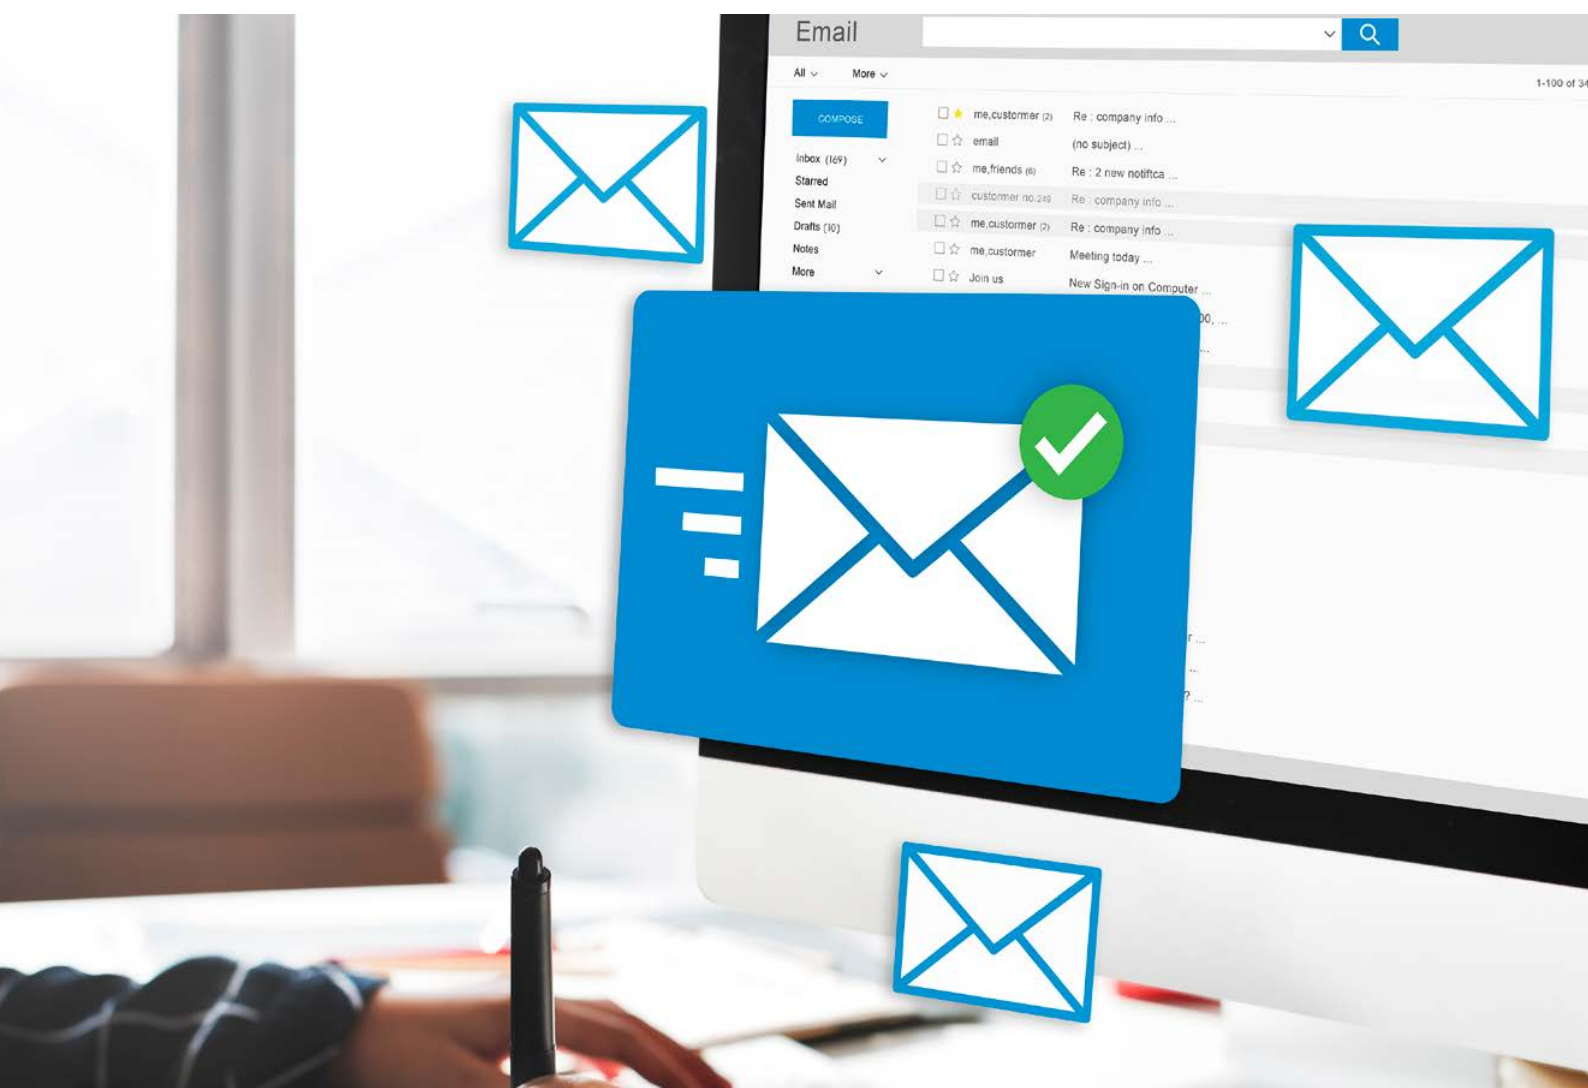 Email
All More
1-100 of 34
COMPOSE
Inbox (169)
Starred
Sent Mail
Drafts (10)
Notes
More
me,custormer (2) Re : company info ...
email (no subject) ...
me,friends (6) Re : 2 new notiftca ...
custormer no.249 Re : company info ...
me,custormer (2) Re : company info ...
me,custormer Meeting today ...
Join us New Sign-in on Computer ...
00, ...
...
r ...
...
? ...